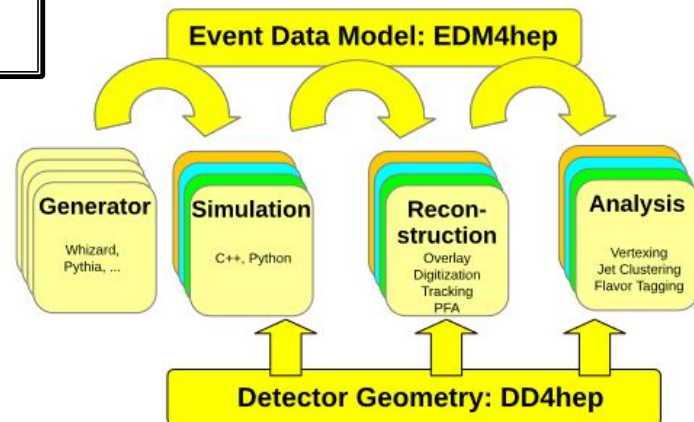 Event Data Model: EDM4hep
Generator
Whizard,
Pythia, ...
Simulation
C++, Python
Recon-
struction
Overlay
Digitization
Tracking
PFA
Analysis
Vertexing
Jet Clustering
Flavor Tagging
Detector Geometry: DD4hep